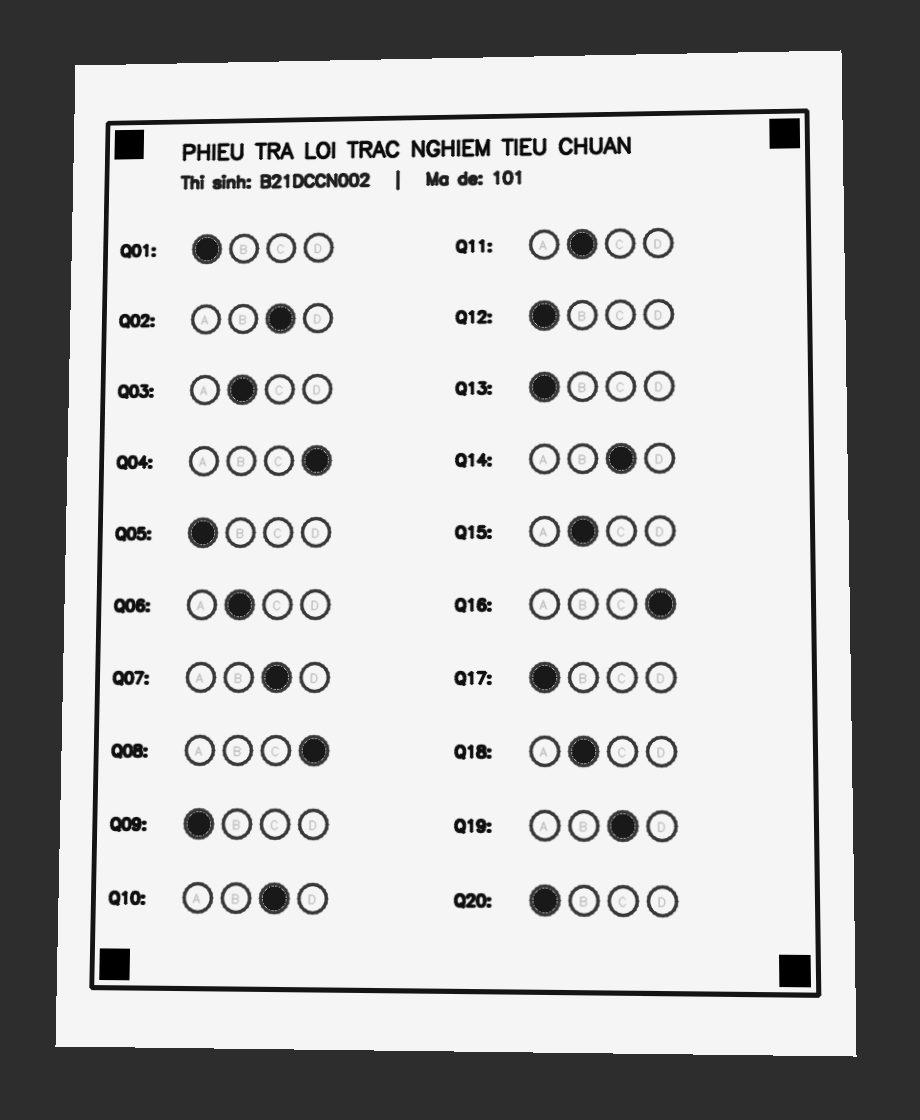 PHIEU TRA LOI TRAC NGHIEM TIEU CHUAN
Thi sinh: B21DCCN002 | Ma de: 101
Q01: B C D
Q02: A B D
Q03: A C D
Q04: A B C
Q05: B C D
Q06: A C D
Q07: A B D
Q08: A B C
Q09: B C D
Q10: A B D
Q11: A C D
Q12: B C D
Q13: B C D
Q14: A B D
Q15: A C D
Q16: A B C
Q17: B C D
Q18: A C D
Q19: A B D
Q20: B C D